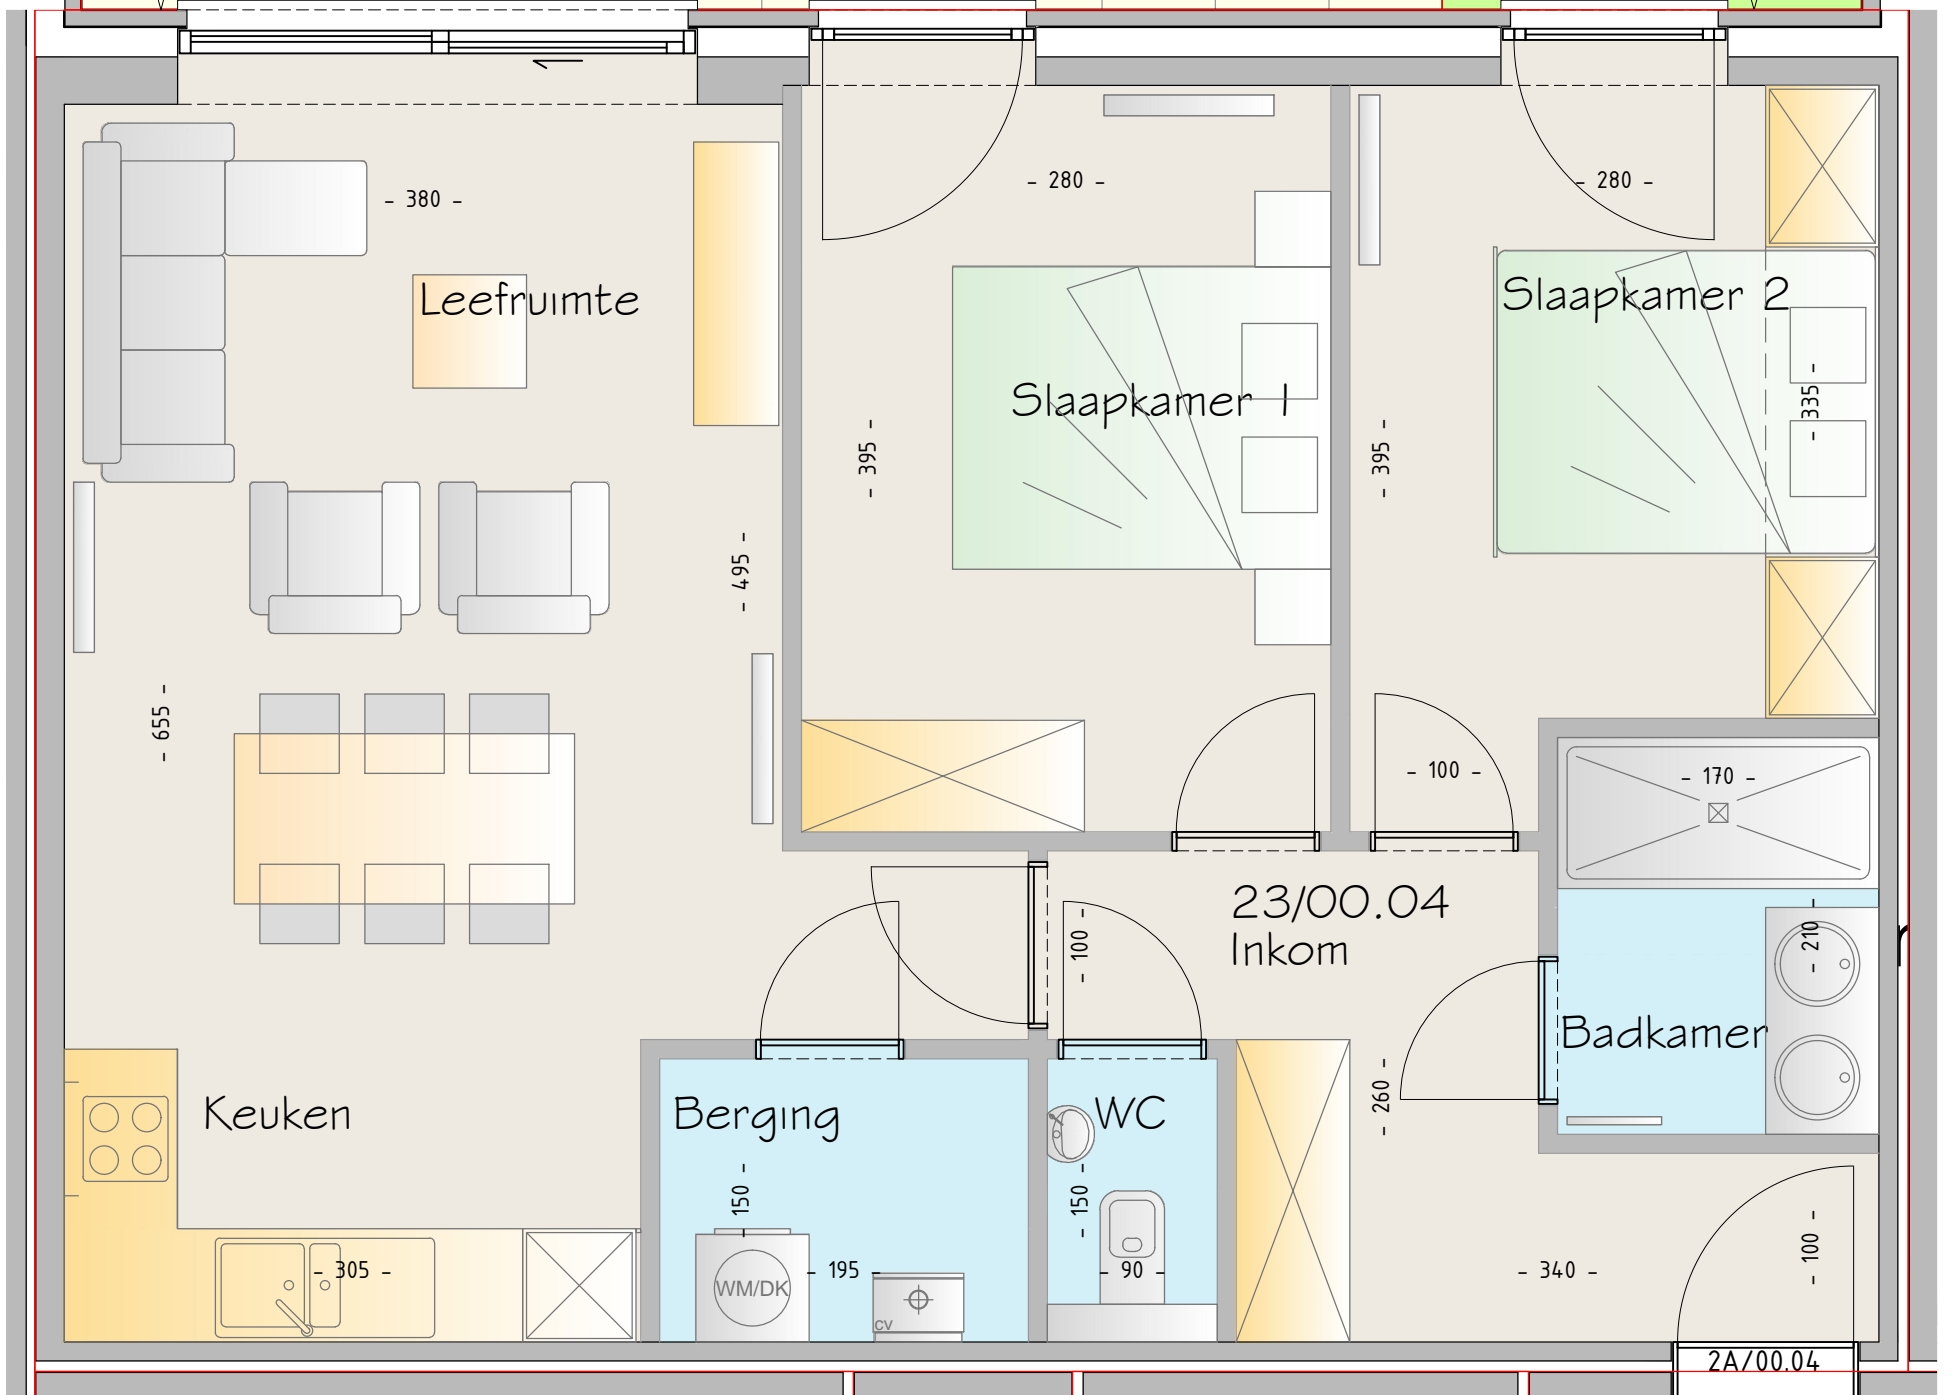 - 380 -
- 280 -
- 280 -
Leefruimte
Slaapkamer 1
Slaapkamer 2
- 335 -
- 395 -
- 395 -
- 495 -
- 655 -
- 100 -
- 170 -
23/00.04
Inkom
- 100 -
- 210 -
Badkamer
Keuken
Berging
WC
- 260 -
- 150 -
- 150 -
- 305 -
WM/DK
- 195 -
CV
- 90 -
- 340 -
- 100 -
2A/00.04